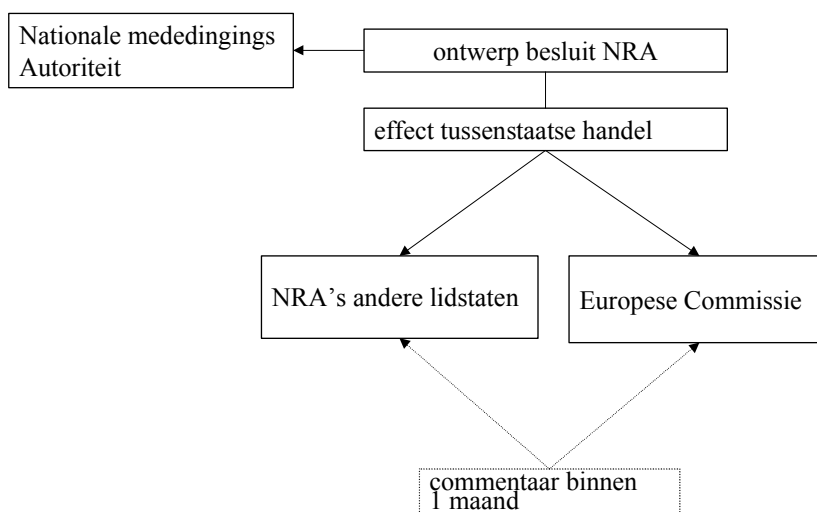 Nationale mededingings
Autoriteit
ontwerp besluit NRA
effect tussenstaatse handel
NRA’s andere lidstaten
Europese Commissie
commentaar binnen
1 maand